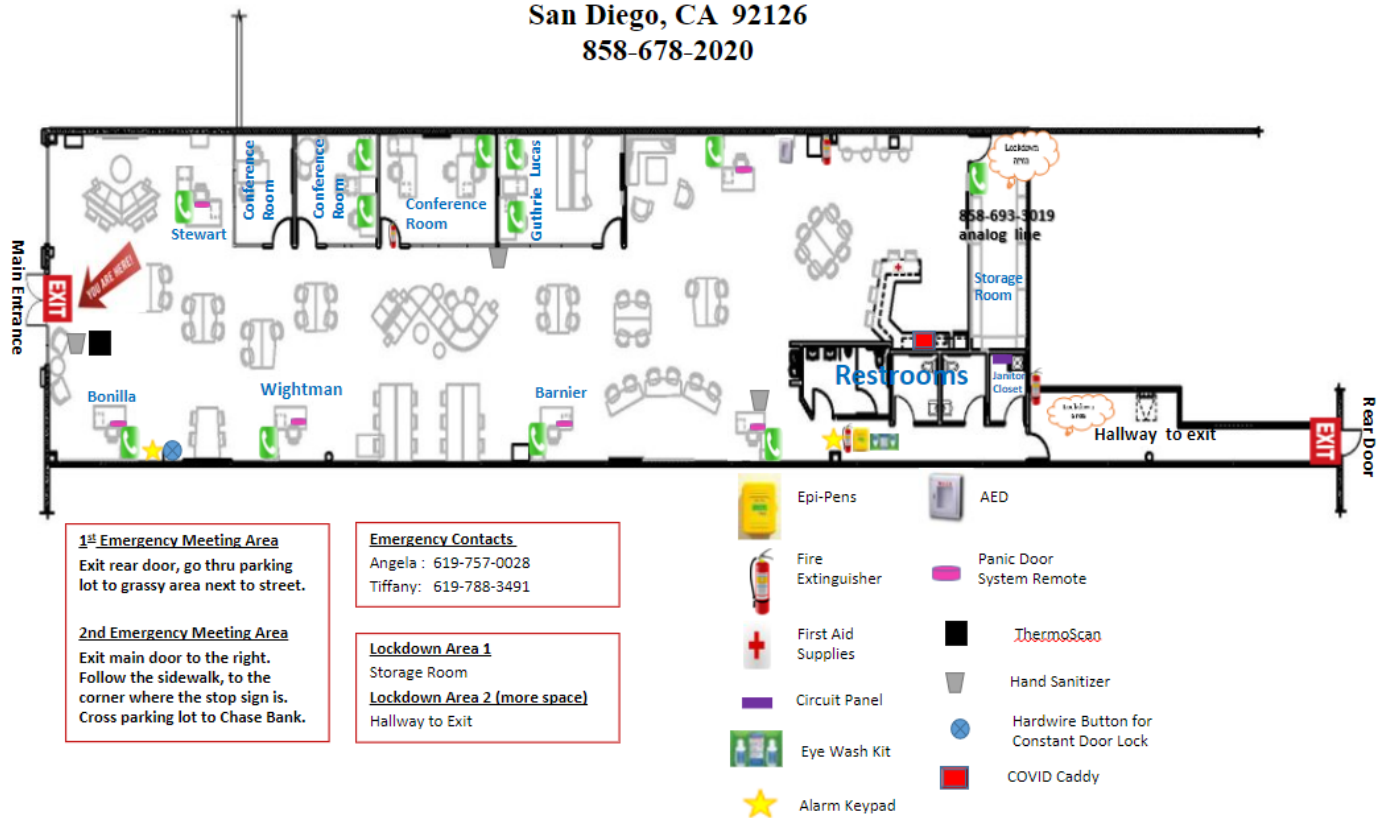 San Diego, CA 92126
858-678-2020
Conference
Room
Conference
Room
Conference
Room
Guthrie Lucas
Stewart
Lockdown
Area
858-693-3019
analog line
Storage
Room
Main Entrance
EXIT
YOU ARE HERE!
Bonilla
Wightman
Barnier
Restrooms
Janitor
Closet
Lockdown
Area
Hallway to exit
EXIT
Rear Door
1st Emergency Meeting Area
Exit rear door, go thru parking
lot to grassy area next to street.
2nd Emergency Meeting Area
Exit main door to the right.
Follow the sidewalk, to the
corner where the stop sign is.
Cross parking lot to Chase Bank.
Emergency Contacts
Angela : 619-757-0028
Tiffany: 619-788-3491
Lockdown Area 1
Storage Room
Lockdown Area 2 (more space)
Hallway to Exit
Epi-Pens
AED
Fire
Extinguisher
Panic Door
System Remote
First Aid
Supplies
ThermoScan
Hand Sanitizer
Circuit Panel
Hardwire Button for
Constant Door Lock
Eye Wash Kit
COVID Caddy
Alarm Keypad